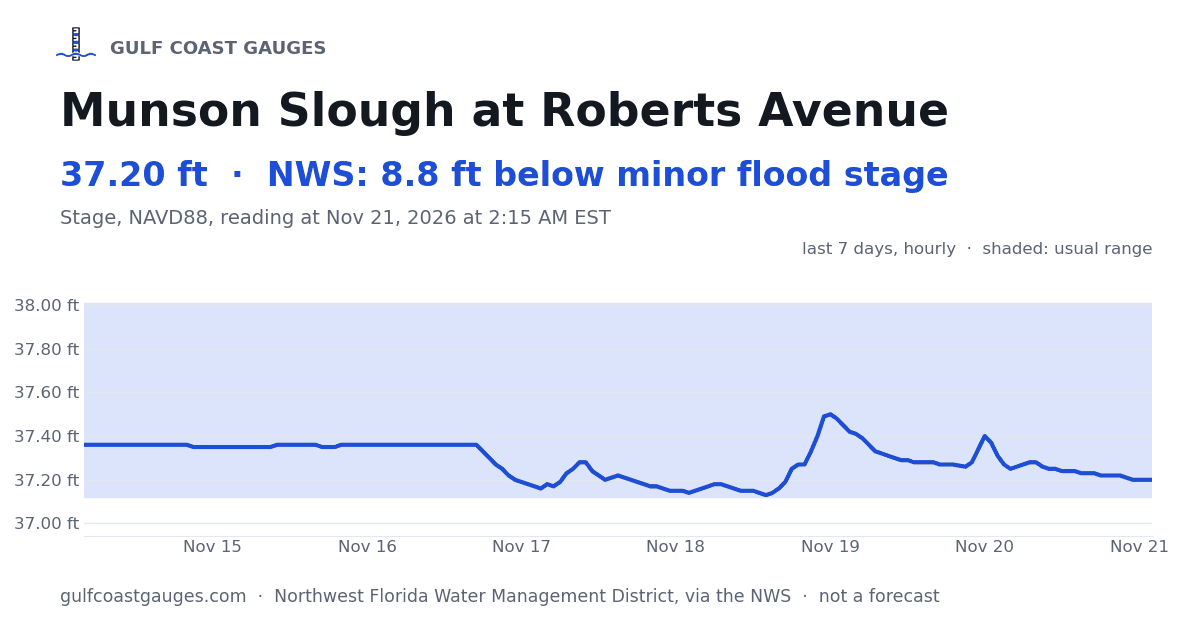 GULF COAST GAUGES
Munson Slough at Roberts Avenue
37.20 ft · NWS: 8.8 ft below minor flood stage
Stage, NAVD88, reading at Nov 21, 2026 at 2:15 AM EST
last 7 days, hourly · shaded: usual range
38.00 ft
37.80 ft
37.60 ft
37.40 ft
37.20 ft
37.00 ft
Nov 15 Nov 16 Nov 17 Nov 18 Nov 19 Nov 20 Nov 21
gulfcoastgauges.com · Northwest Florida Water Management District, via the NWS · not a forecast